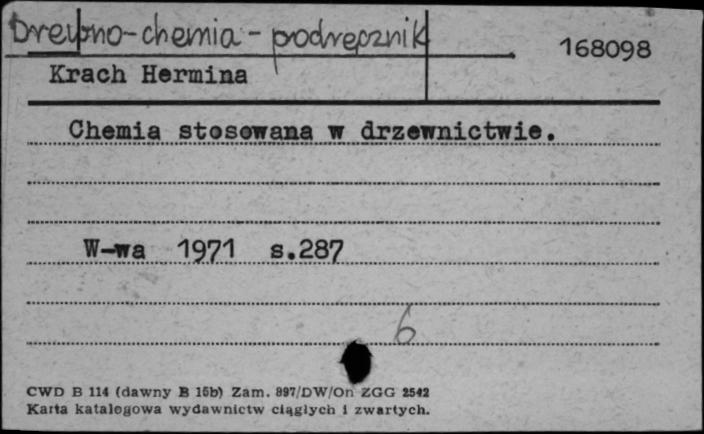 Drewno-chemia-podręcznik
168098
Krach Hermina
Chemia stosowana w drzewnictwie.
W-wa 1971 s.287
6
CWD B 114 (dawny B 15b) Zam. 897/DW/On ZGG 2542
Karta katalogowa wydawnictw ciągłych i zwartych.